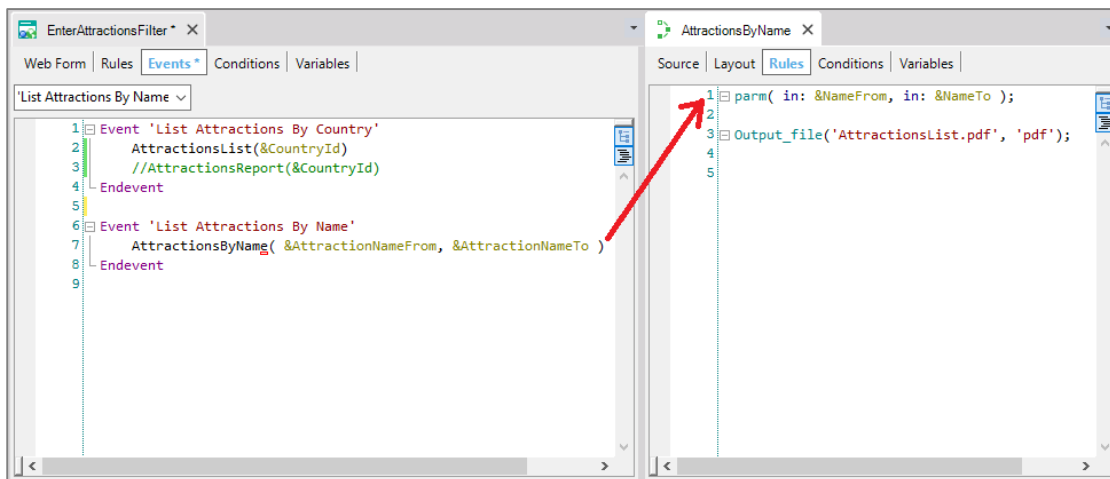 EnterAttractionsFilter *
Web Form Rules Events * Conditions Variables
'List Attractions By Name
1 Event 'List Attractions By Country'
2 AttractionsList(&CountryId)
3 //AttractionsReport(&CountryId)
4 Endevent
5
6 Event 'List Attractions By Name'
7 AttractionsByName( &AttractionNameFrom, &AttractionNameTo )
8 Endevent
9
AttractionsByName
Source Layout Rules Conditions Variables
1 parm( in: &NameFrom, in: &NameTo );
2
3 Output_file('AttractionsList.pdf', 'pdf');
4
5